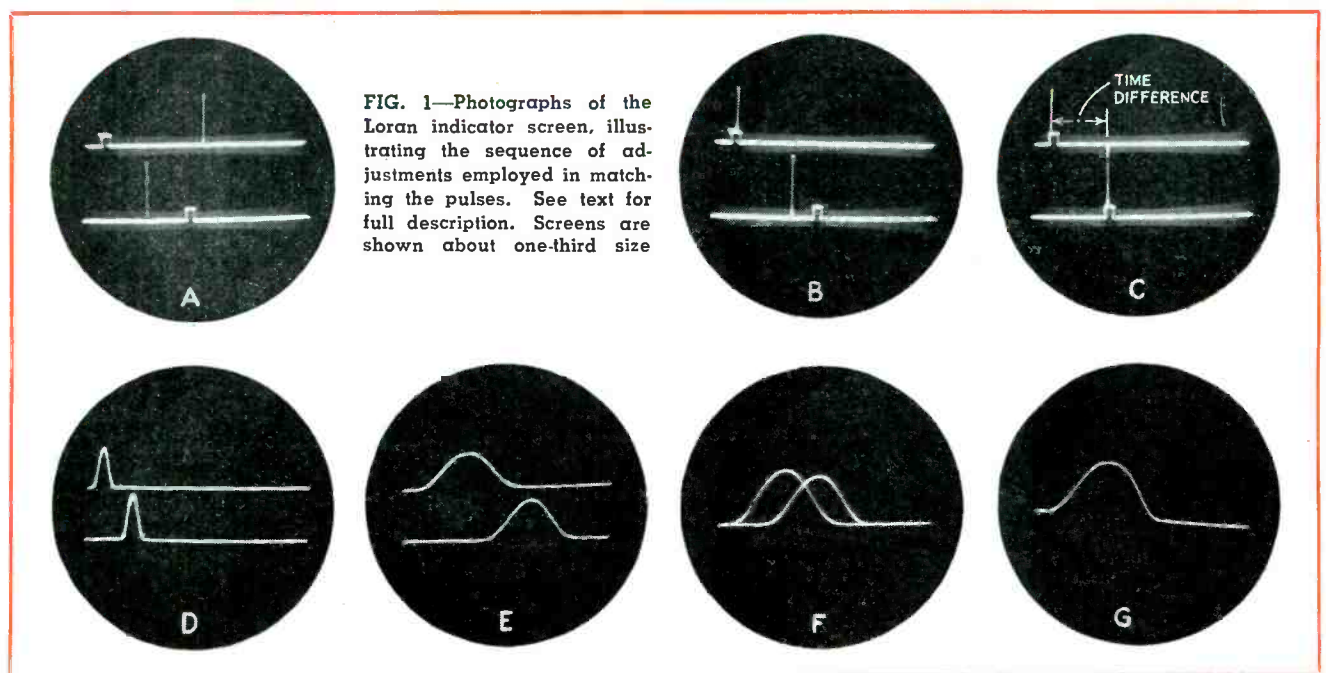 FIG. 1—Photographs of the
Loran indicator screen, illus-
trating the sequence of ad-
justments employed in match-
ing the pulses. See text for
full description. Screens are
shown about one-third size
TIME
DIFFERENCE
A
B
C
D
E
F
G